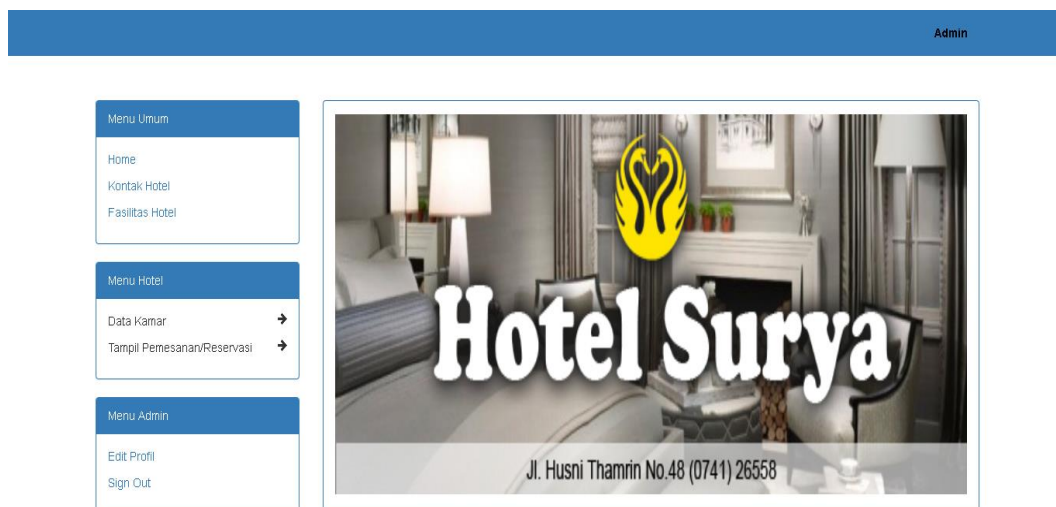 Admin
Menu Umum
Home
Kontak Hotel
Fasilitas Hotel
Menu Hotel
Data Kamar
Tampil Pemesanan/Reservasi
Menu Admin
Edit Profil
Sign Out
Hotel Surya
Jl. Husni Thamrin No.48 (0741) 26558